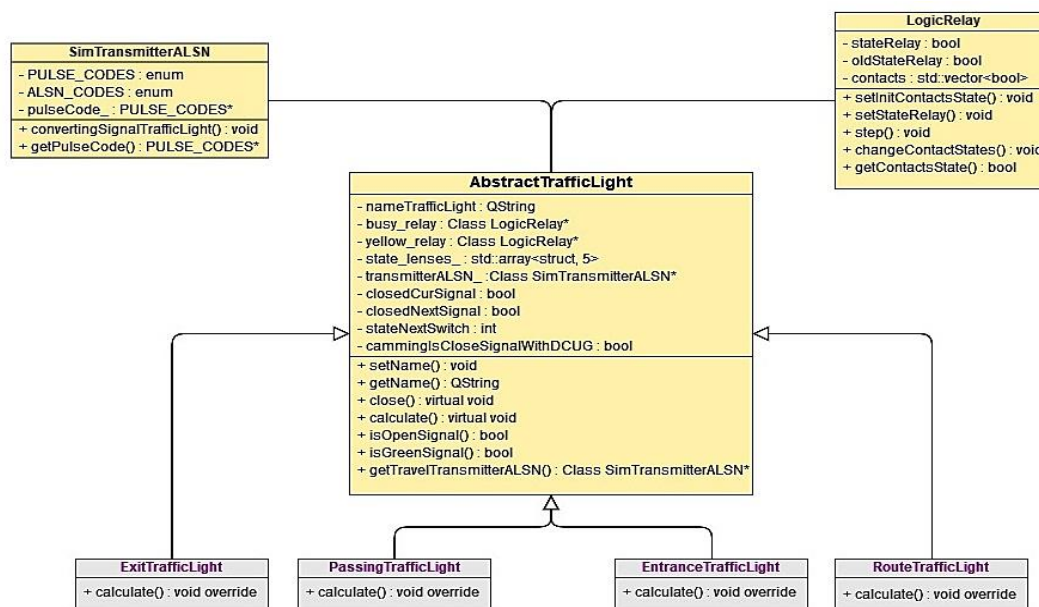 SimTransmitterALSN
- PULSE_CODES : enum
- ALSN_CODES : enum
- pulseCode_ : PULSE_CODES*
+ convertingSignalTrafficLight() : void
+ getPulseCode() : PULSE_CODES*
LogicRelay
- stateRelay : bool
- oldStateRelay : bool
- contacts : std::vector<bool>
+ setInitContactsState() : void
+ setStateRelay() : void
+ step() : void
+ changeContactStates() : void
+ getContactsState() : bool
AbstractTrafficLight
- nameTrafficLight : QString
- busy_relay : Class LogicRelay*
- yellow_relay : Class LogicRelay*
- state_lenses_ : std::array<struct, 5>
- transmitterALSN_ :Class SimTransmitterALSN*
- closedCurSignal : bool
- closedNextSignal : bool
- stateNextSwitch : int
- cammingIsCloseSignalWithDCUG : bool
+ setName() : void
+ getName() : QString
+ close() : virtual void
+ calculate() : virtual void
+ isOpenSignal() : bool
+ isGreenSignal() : bool
+ getTravelTransmitterALSN() : Class SimTransmitterALSN*
ExitTrafficLight
+ calculate() : void override
PassingTrafficLight
+ calculate() : void override
EntranceTrafficLight
+ calculate() : void override
RouteTrafficLight
+ calculate() : void override